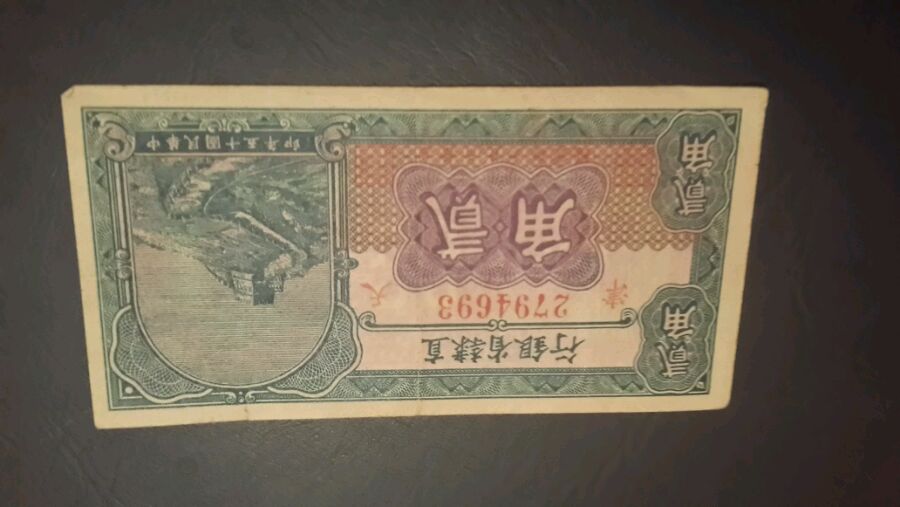 直隸省銀行
天 2794693 津
貳角
貳角
貳角
中華民國十五年印